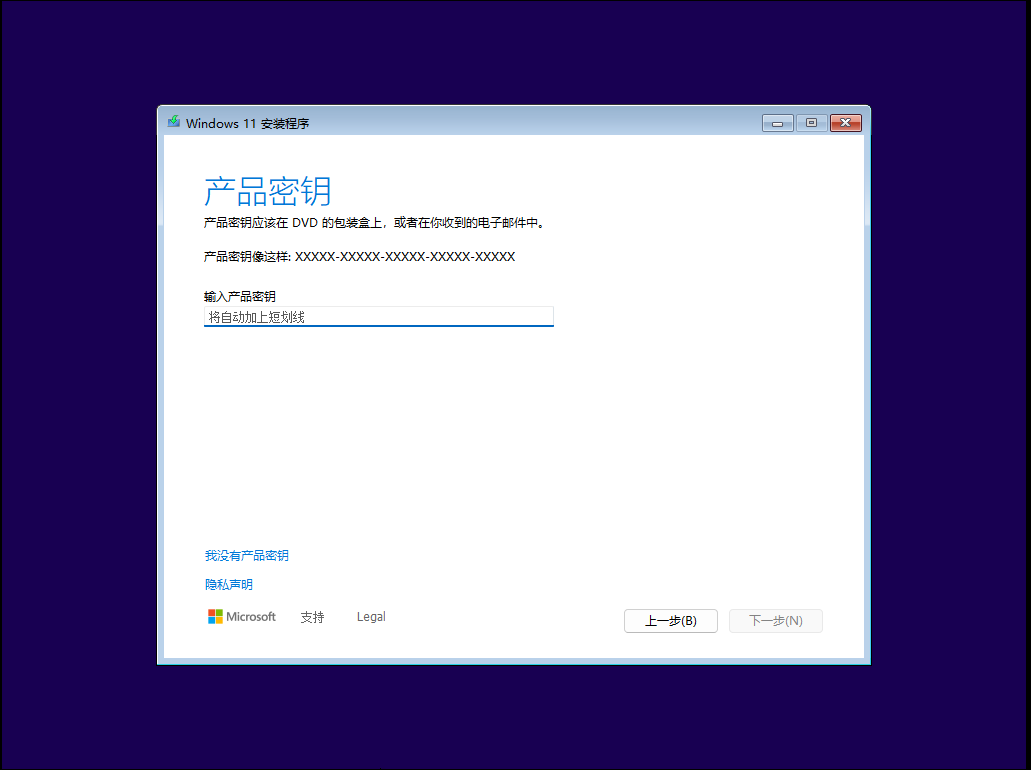 Windows 11 安装程序
产品密钥
产品密钥应该在 DVD 的包装盒上，或者在你收到的电子邮件中。
产品密钥像这样: XXXXX-XXXXX-XXXXX-XXXXX-XXXXX
输入产品密钥
将自动加上短划线
我没有产品密钥
隐私声明
Microsoft 支持 Legal 上一步(B) 下一步(N)